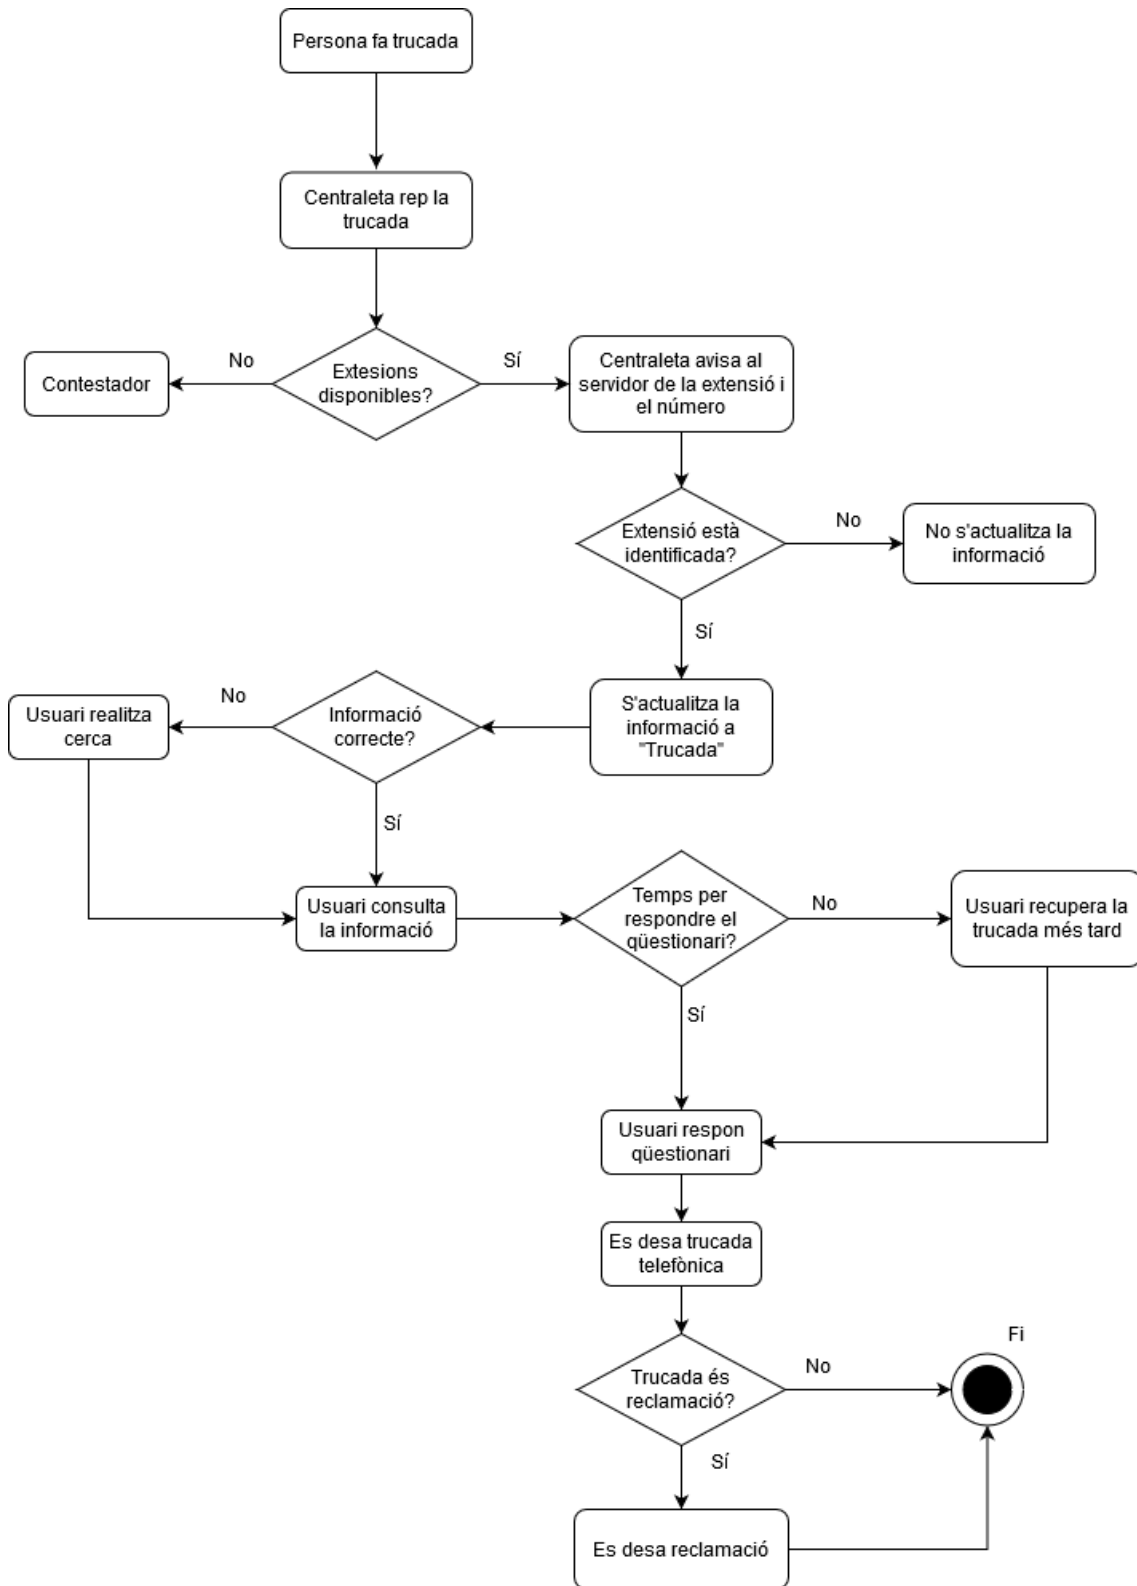 Persona fa trucada
Centraleta rep la
trucada
Extesions
disponibles?
No
Sí
Contestador
Centraleta avisa al
servidor de la extensió i
el número
Extensió està
identificada?
No
No s'actualitza la
informació
Sí
S'actualitza la
informació a
"Trucada"
Informació
correcte?
No
Usuari realitza
cerca
Sí
Usuari consulta
la informació
Temps per
respondre el
qüestionari?
No
Usuari recupera la
trucada més tard
Sí
Usuari respon
qüestionari
Es desa trucada
telefònica
Trucada és
reclamació?
No
Fi
Sí
Es desa reclamació